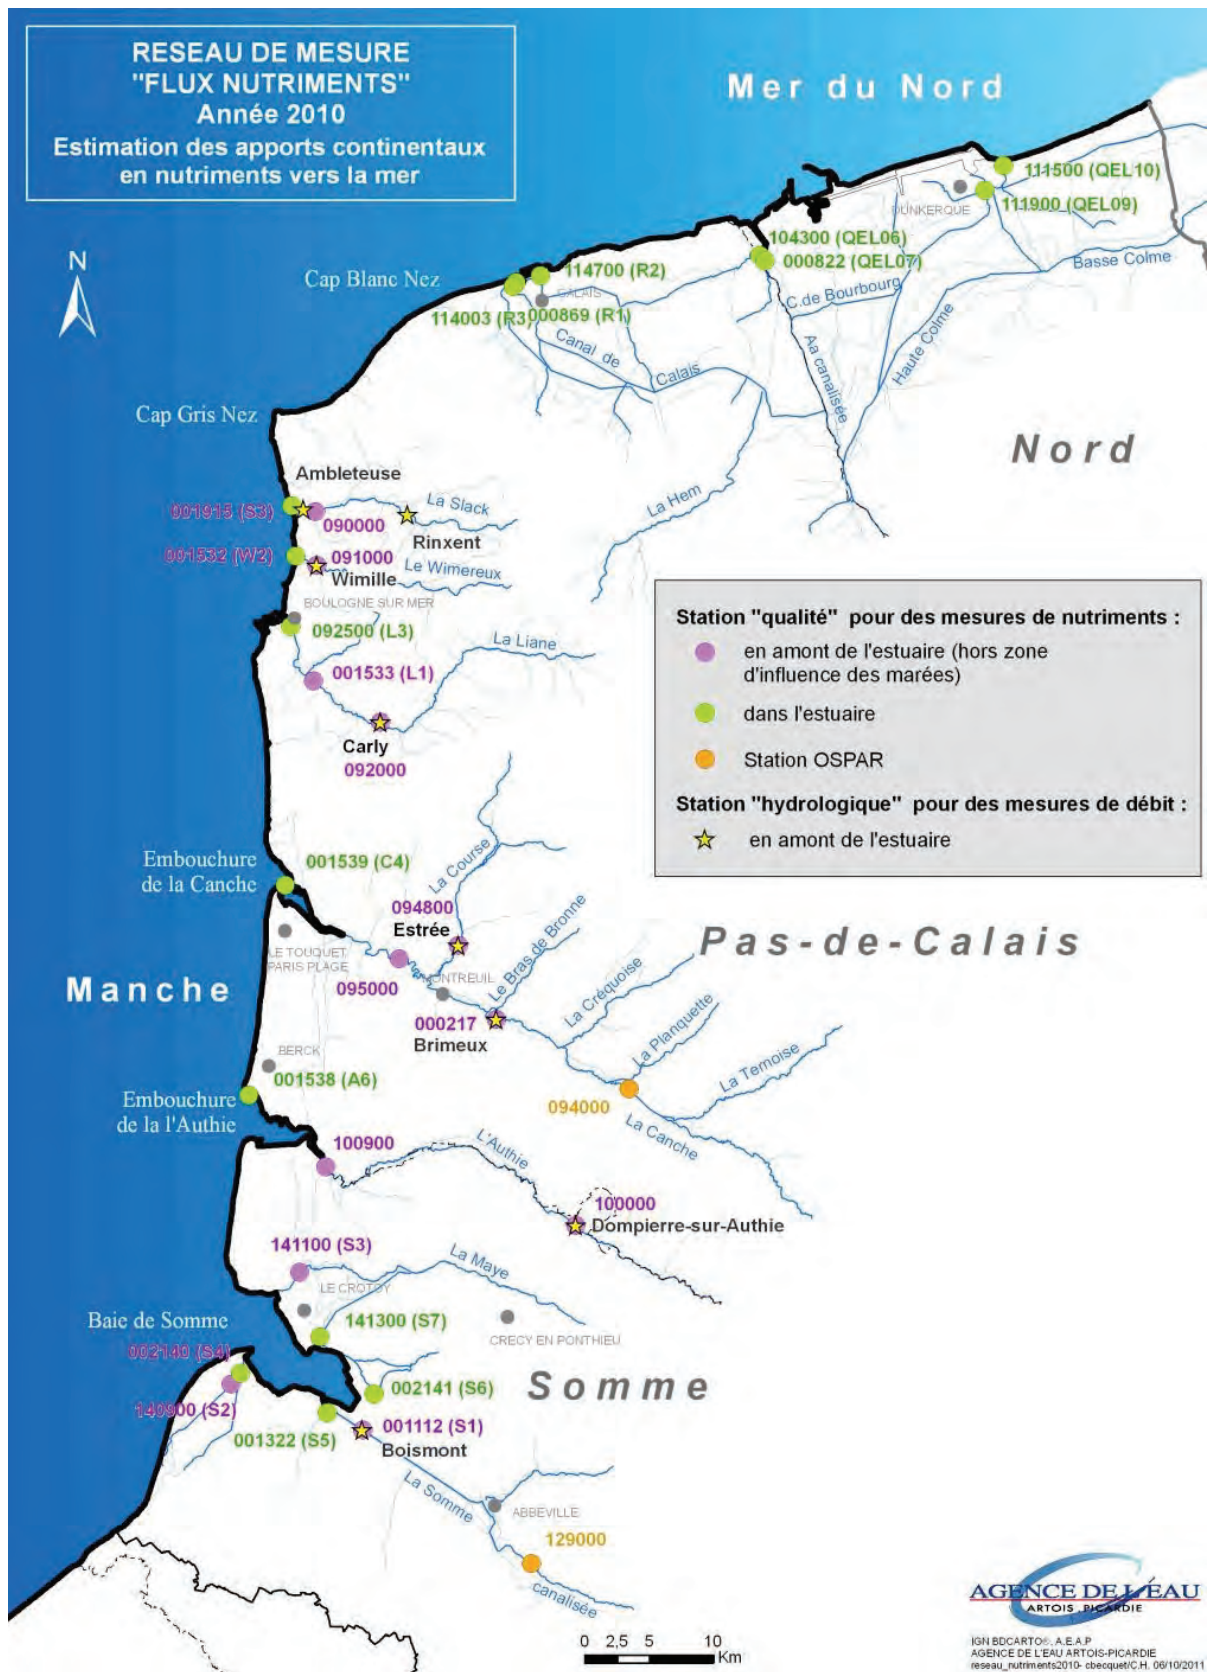 RESEAU DE MESURE
"FLUX NUTRIMENTS"
Année 2010
Estimation des apports continentaux
en nutriments vers la mer
Mer du Nord
111500 (QEL10)
DUNKERQUE
111900 (QEL09)
104300 (QEL06)
000822 (QEL07)
Basse Colme
N
Cap Blanc Nez
114700 (R2)
CALAIS
C.de Bourbourg
114003 (R3)
000869 (R1)
Canal de
Calais
Aa canalisée
Haute Colme
Cap Gris Nez
Nord
Ambleteuse
La Slack
La Hem
001915 (S3)
090000
Rinxent
001532 (W2)
091000
Wimille
Le Wimereux
BOULOGNE SUR MER
092500 (L3)
La Liane
001533 (L1)
Carly
092000
Station "qualité" pour des mesures de nutriments :
en amont de l'estuaire (hors zone
d'influence des marées)
dans l'estuaire
Station OSPAR
Station "hydrologique" pour des mesures de débit :
en amont de l'estuaire
Embouchure
de la Canche
001539 (C4)
La Course
094800
Estrée
Le Bras de Bronne
Pas-de-Calais
LE TOUQUET
PARIS PLAGE
Manche
095000
MONTREUIL
La Créquoise
000217
Brimeux
La Planquette
La Ternoise
BERCK
001538 (A6)
094000
Embouchure
de la l'Authie
La Canche
100900
L'Authie
100000
Dompierre-sur-Authie
141100 (S3)
La Maye
LE CROTOY
Baie de Somme
141300 (S7)
CRECY EN PONTHIEU
002140 (S4)
002141 (S6)
Somme
140900 (S2)
001112 (S1)
001322 (S5)
Boismont
La Somme
ABBEVILLE
129000
canalisée
AGENCE DE L'EAU
ARTOIS . PICARDIE
0 2,5 5 10
Km
IGN BDCARTO®, A.E.A.P
AGENCE DE L'EAU ARTOIS-PICARDIE
reseau_nutriments2010- cbecquet/C.H. 06/10/2011